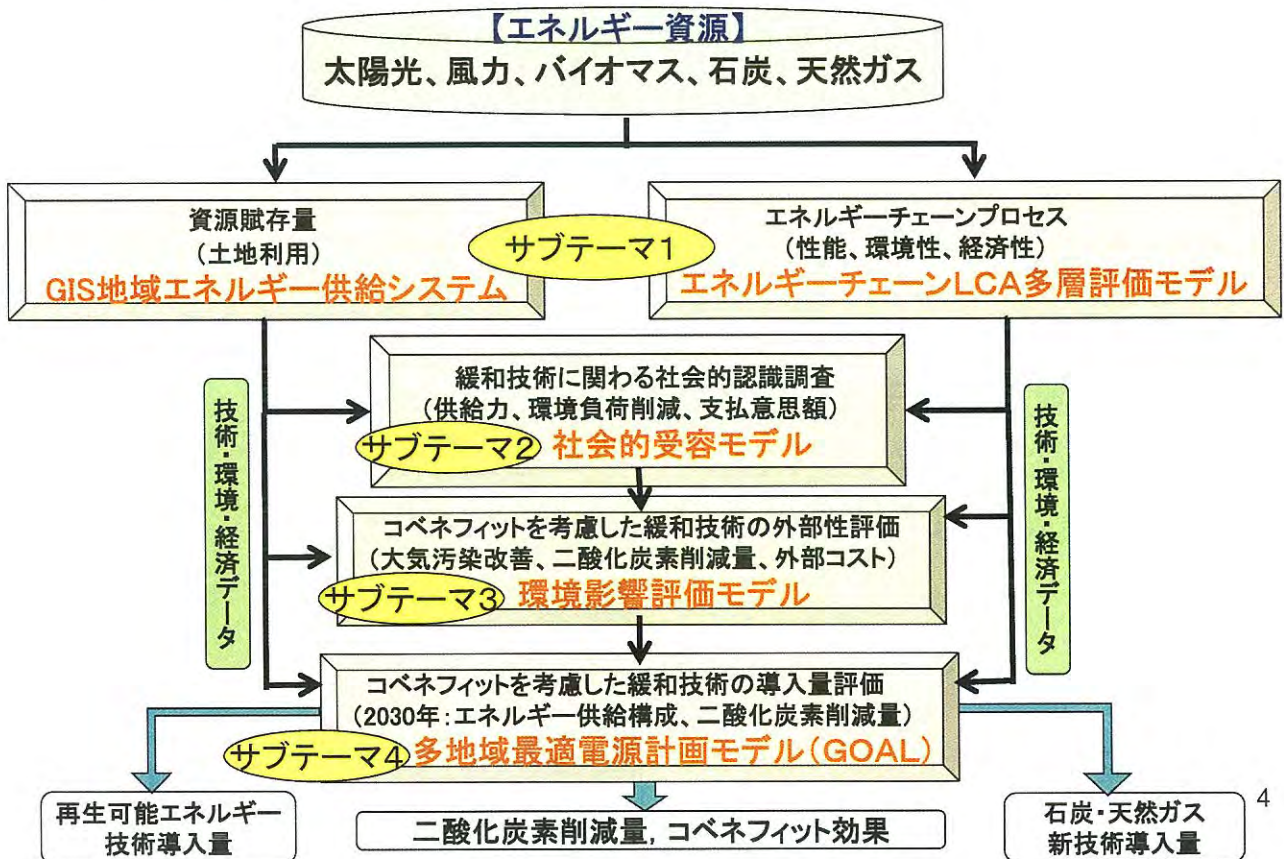 【エネルギー資源】
太陽光、風力、バイオマス、石炭、天然ガス
資源賦存量
(土地利用)
GIS地域エネルギー供給システム
サブテーマ1
エネルギーチェーンプロセス
(性能、環境性、経済性)
エネルギーチェーンLCA多層評価モデル
緩和技術に関わる社会的認識調査
(供給力、環境負荷削減、支払意思額)
サブテーマ2
社会的受容モデル
技術・環境・経済データ
技術・環境・経済データ
コベネフィットを考慮した緩和技術の外部性評価
(大気汚染改善、二酸化炭素削減量、外部コスト)
サブテーマ3
環境影響評価モデル
コベネフィットを考慮した緩和技術の導入量評価
(2030年:エネルギー供給構成、二酸化炭素削減量)
サブテーマ4
多地域最適電源計画モデル(GOAL)
再生可能エネルギー
技術導入量
二酸化炭素削減量, コベネフィット効果
石炭・天然ガス
新技術導入量
4